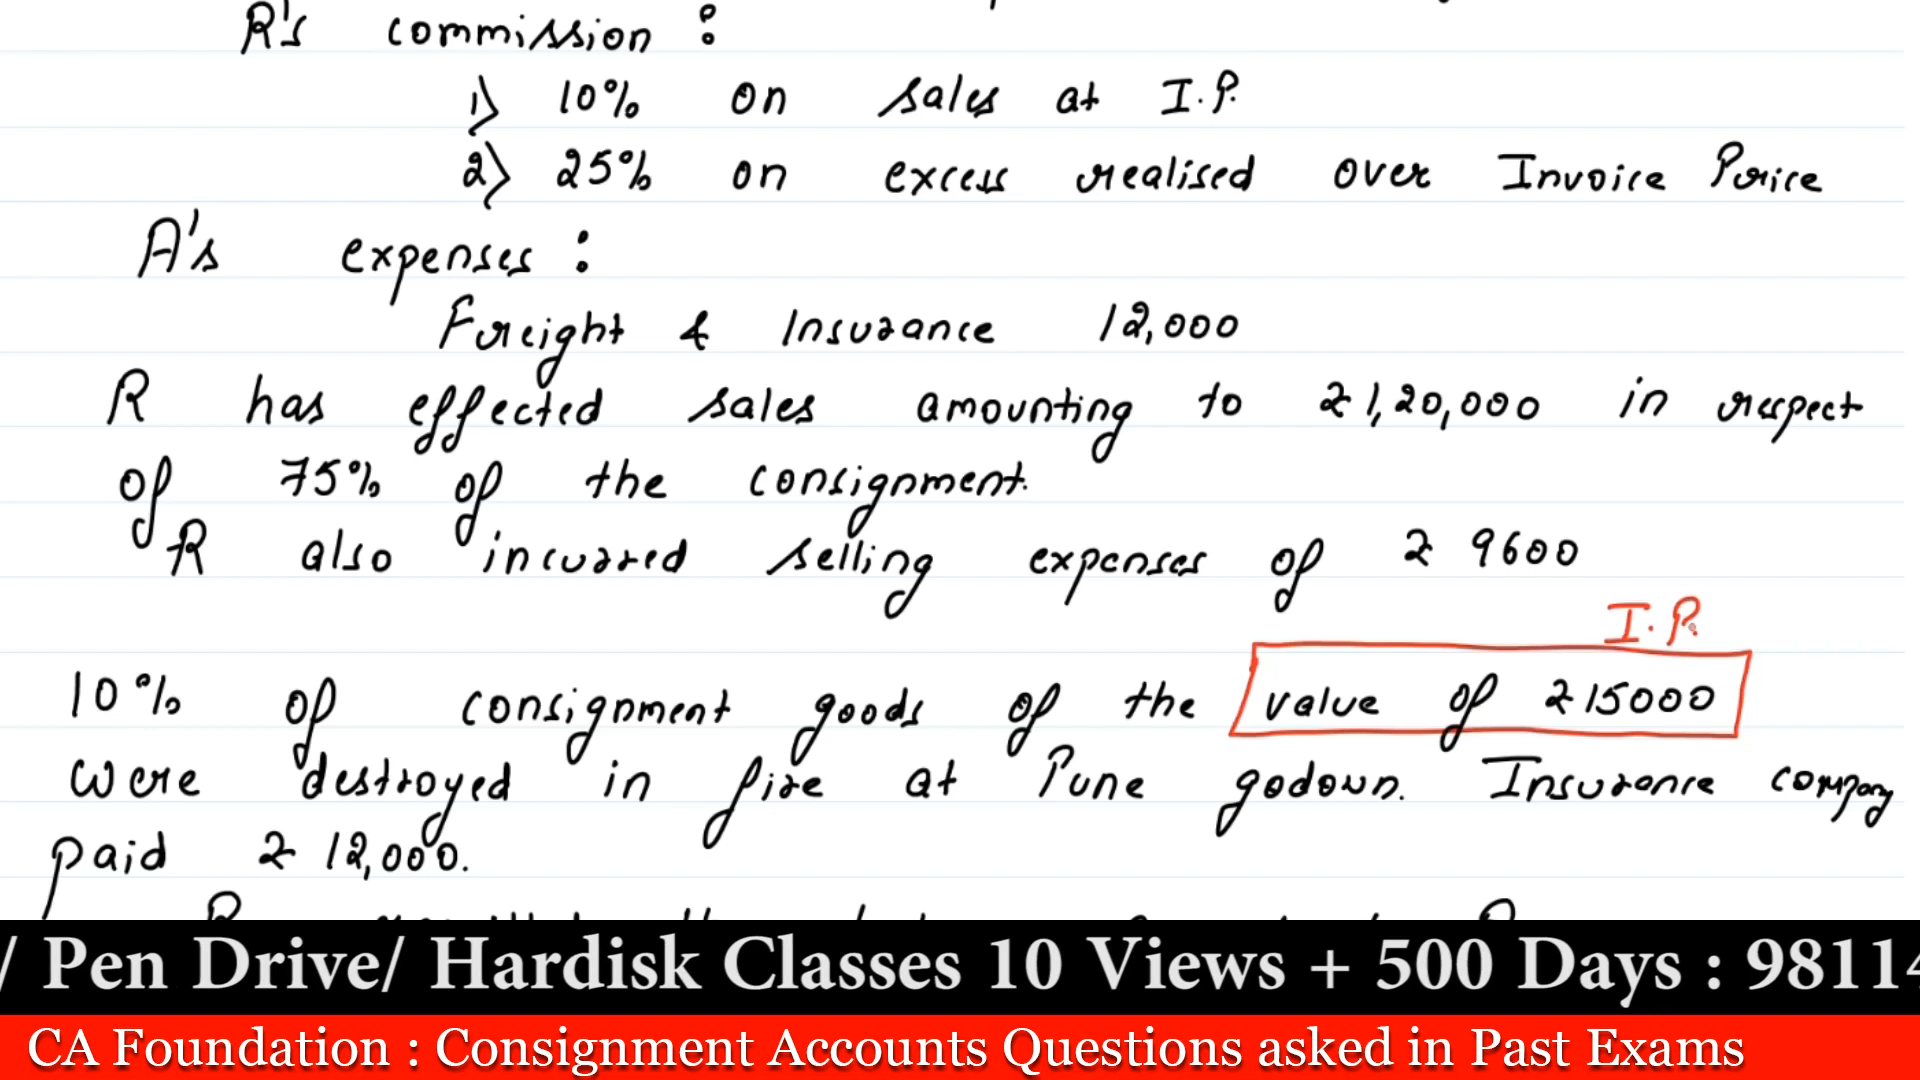 R's commission :
1) 10% on sales at I.P.
2) 25% on excess realised over Invoice Price
A's expenses :
Freight & Insurance 12,000
R has effected sales amounting to ₹ 1,20,000 in respect
of 75% of the consignment.
R also incurred selling expenses of ₹ 9600
I.P.
10% of consignment goods of the value of ₹ 15000
were destroyed in fire at Pune godown. Insurance company
paid ₹ 12,000.
/ Pen Drive/ Hardisk Classes 10 Views + 500 Days : 98114
CA Foundation : Consignment Accounts Questions asked in Past Exams